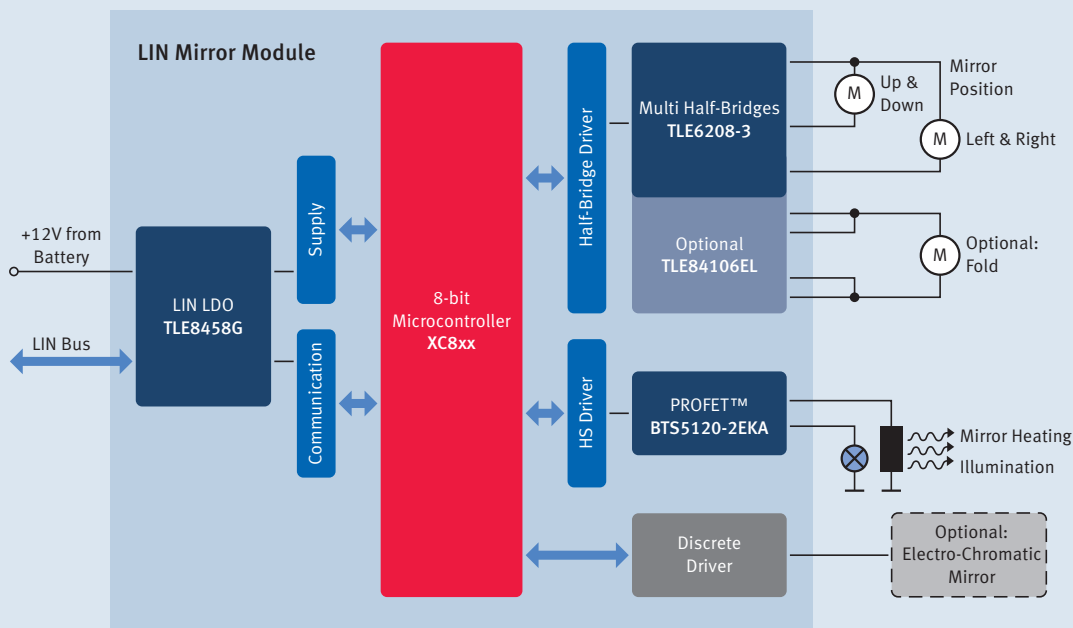 LIN Mirror Module
+12V from
Battery
LIN Bus
LIN LDO
TLE8458G
Supply
Communication
8-bit
Microcontroller
XC8xx
Half-Bridge Driver
HS Driver
Multi Half-Bridges
TLE6208-3
Optional
TLE84106EL
PROFET™
BTS5120-2EKA
Discrete
Driver
M
Up &
Down
Mirror
Position
M
Left & Right
M
Optional:
Fold
Mirror Heating
Illumination
Optional:
Electro-Chromatic
Mirror